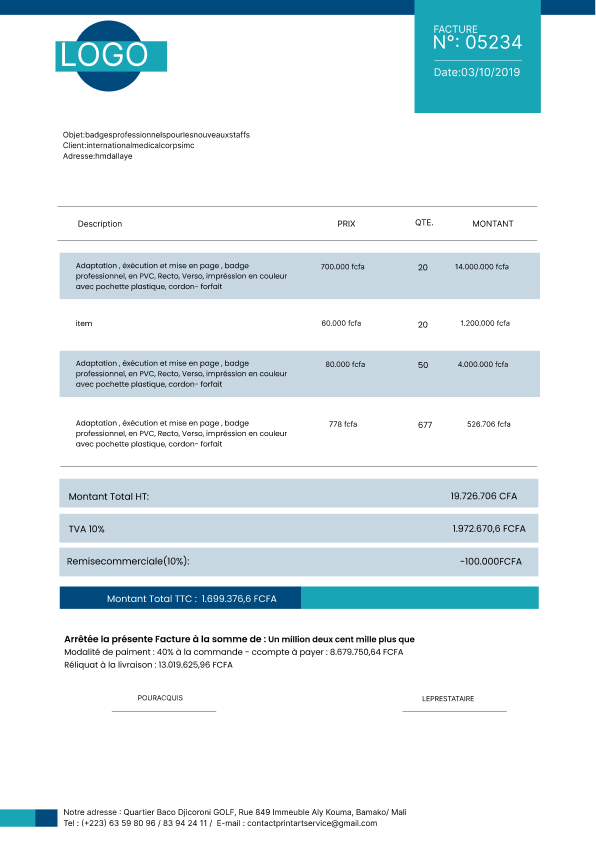 LOGO
FACTURE
N°: 05234
Date:03/10/2019
Objet:badgesprofessionnelspourlesnouveauxstaffs
Client:internationalmedicalcorpsimc
Adresse:hmdallaye
Description PRIX QTE. MONTANT
Adaptation , éxécution et mise en page , badge
professionnel, en PVC, Recto, Verso, impréssion en couleur
avec pochette plastique, cordon- forfait
700.000 fcfa 20 14.000.000 fcfa
item 60.000 fcfa 20 1.200.000 fcfa
Adaptation , éxécution et mise en page , badge
professionnel, en PVC, Recto, Verso, impréssion en couleur
avec pochette plastique, cordon- forfait
80.000 fcfa 50 4.000.000 fcfa
Adaptation , éxécution et mise en page , badge
professionnel, en PVC, Recto, Verso, impréssion en couleur
avec pochette plastique, cordon- forfait
778 fcfa 677 526.706 fcfa
Montant Total HT: 19.726.706 CFA
TVA 10% 1.972.670,6 FCFA
Remisecommerciale(10%): -100.000FCFA
Montant Total TTC : 1.699.376,6 FCFA
Arrêtée la présente Facture à la somme de : Un million deux cent mille plus que
Modalité de paiment : 40% à la commande - ccompte à payer : 8.679.750,64 FCFA
Réliquat à la livraison : 13.019.625,96 FCFA
POURACQUIS LEPRESTATAIRE
Notre adresse : Quartier Baco Djicoroni GOLF, Rue 849 Immeuble Aly Kouma, Bamako/ Mali
Tel : (+223) 63 59 80 96 / 83 94 24 11 / E-mail : contactprintartservice@gmail.com